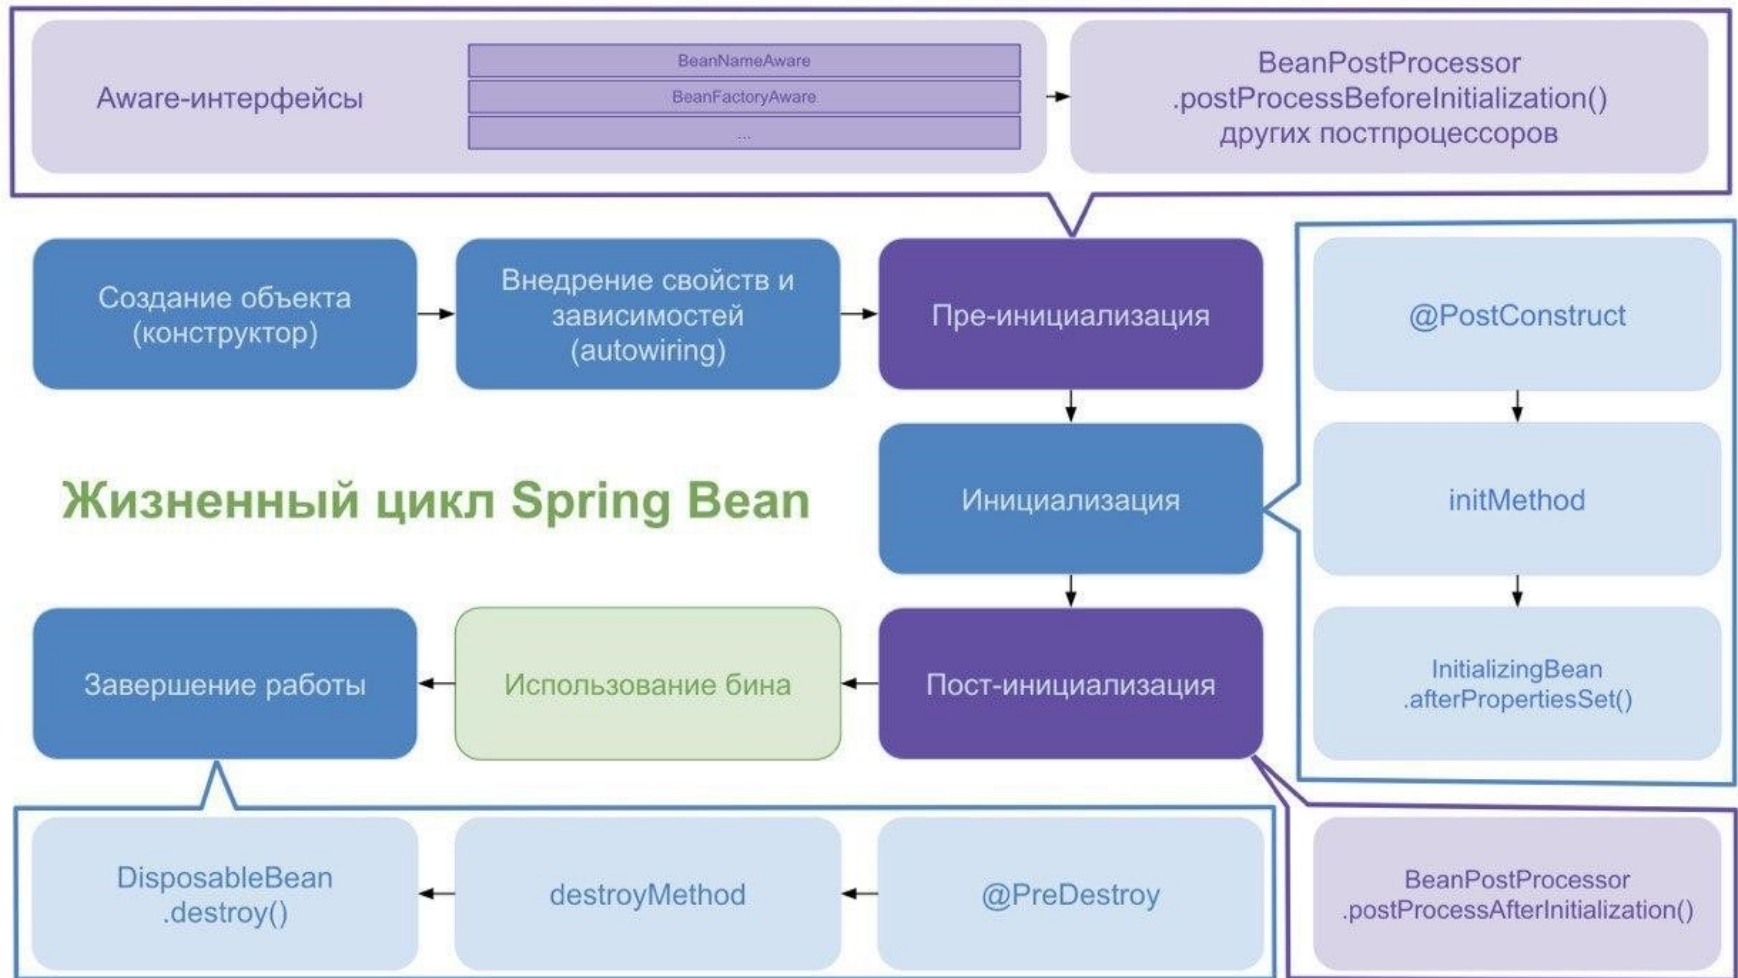 Aware-интерфейсы
BeanNameAware
BeanFactoryAware
...
BeanPostProcessor
.postProcessBeforeInitialization()
других постпроцессоров
Создание объекта
(конструктор)
Внедрение свойств и
зависимостей
(autowiring)
Пре-инициализация
@PostConstruct
Жизненный цикл Spring Bean
Инициализация
initMethod
Завершение работы
Использование бина
Пост-инициализация
InitializingBean
.afterPropertiesSet()
DisposableBean
.destroy()
destroyMethod
@PreDestroy
BeanPostProcessor
.postProcessAfterInitialization()